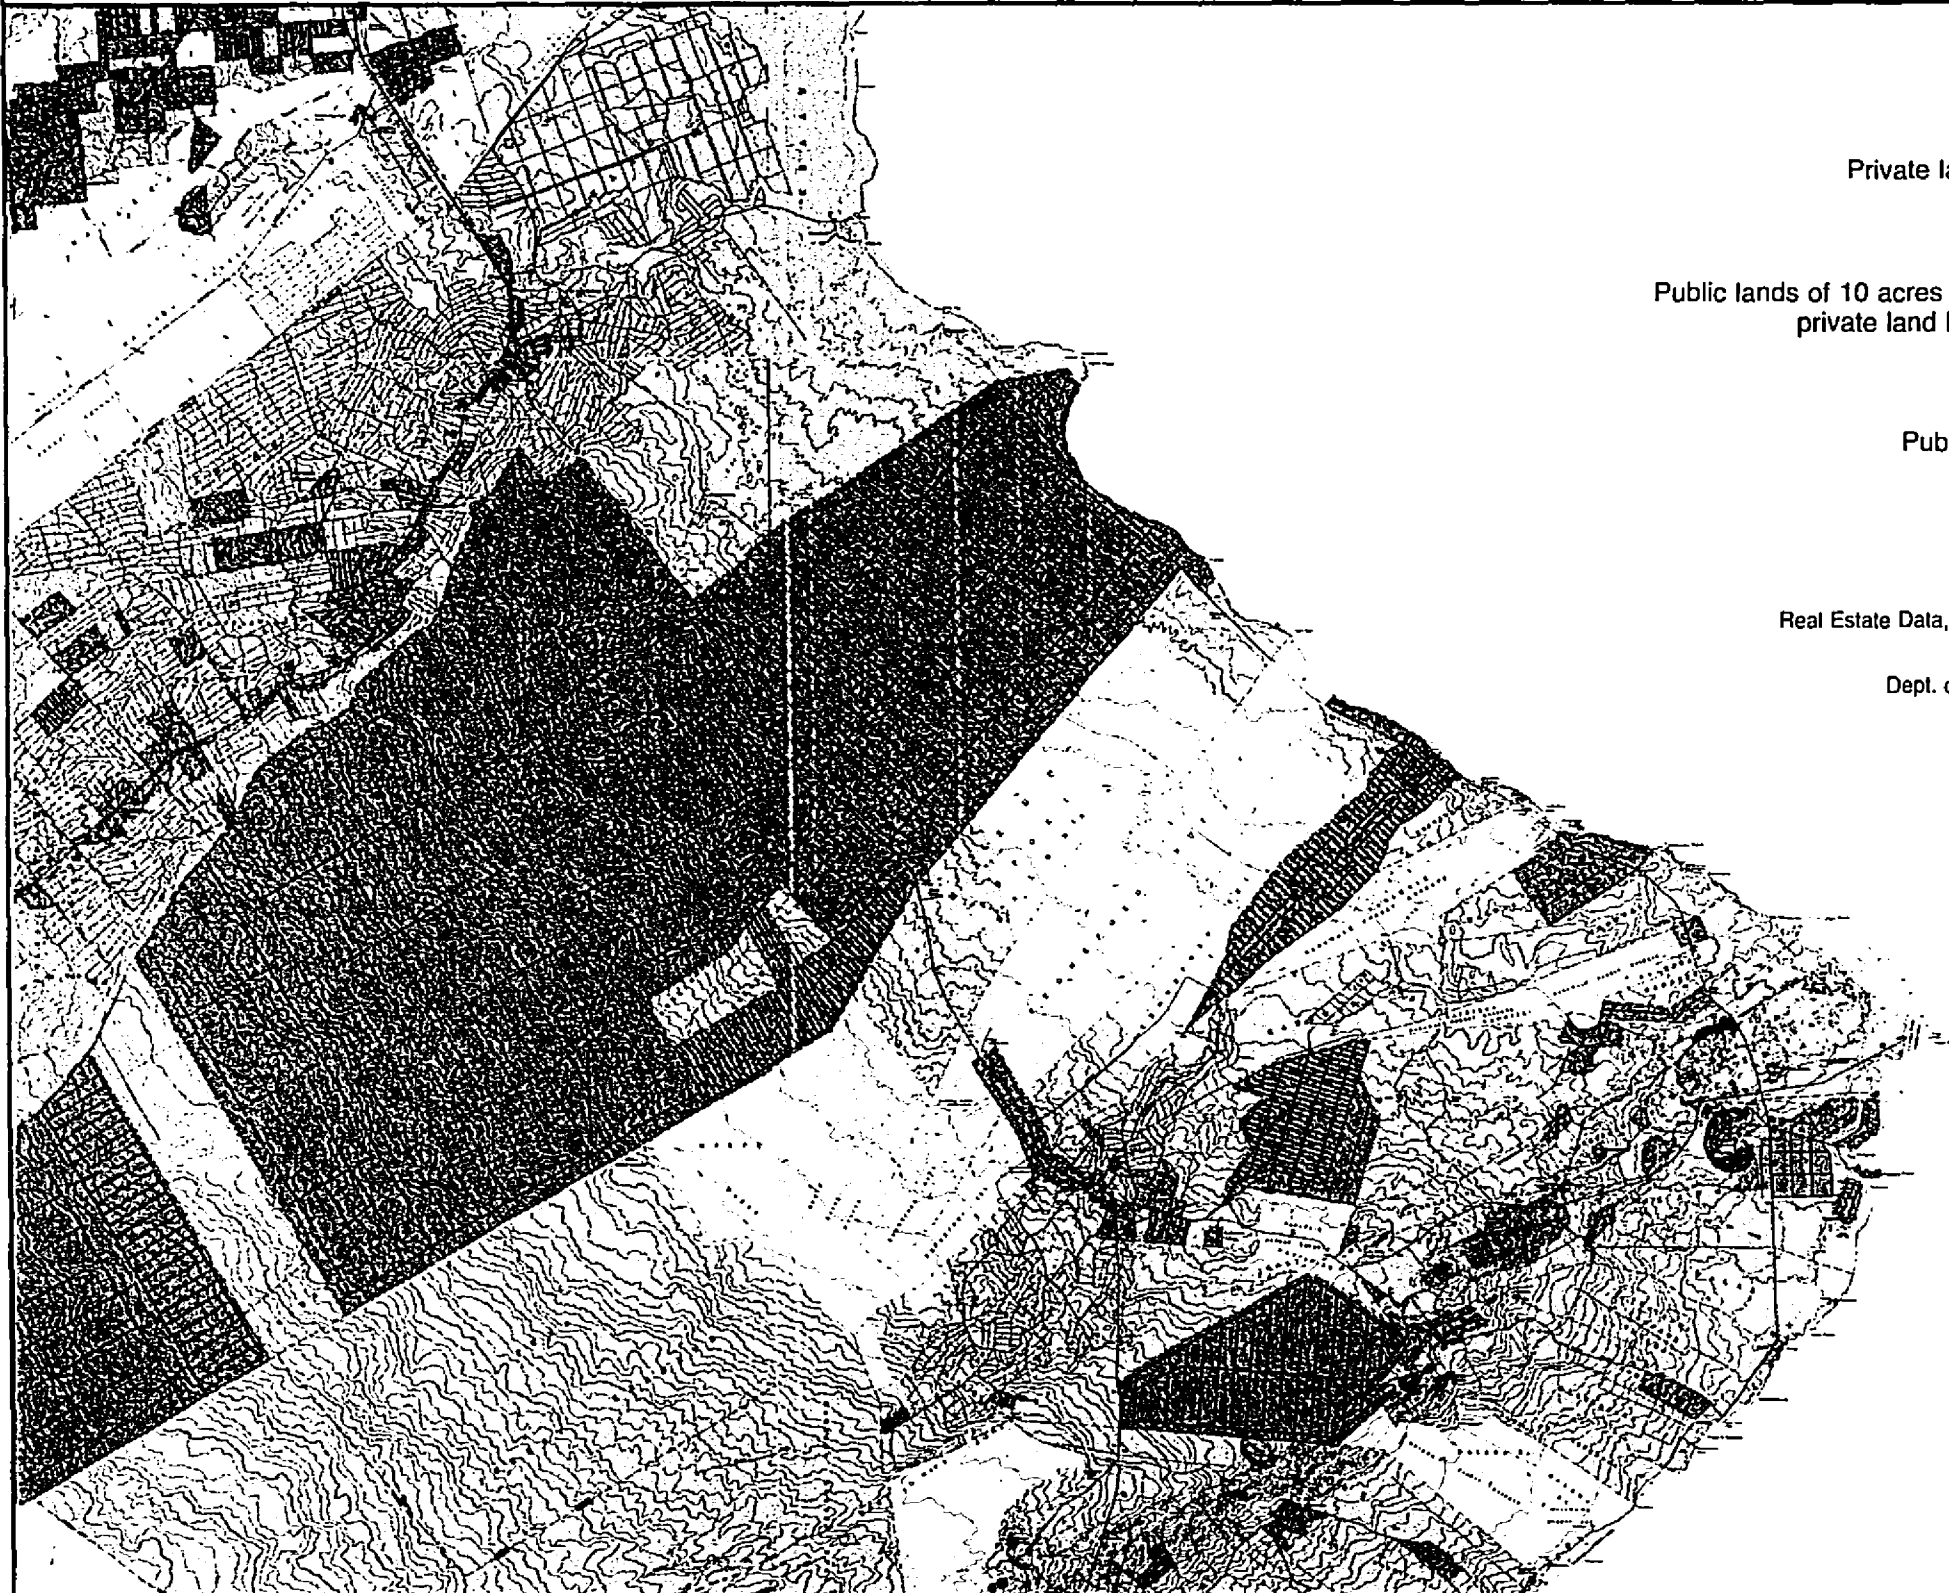 Private la
Public lands of 10 acres
private land l
Pub
Real Estate Data,
Dept. o